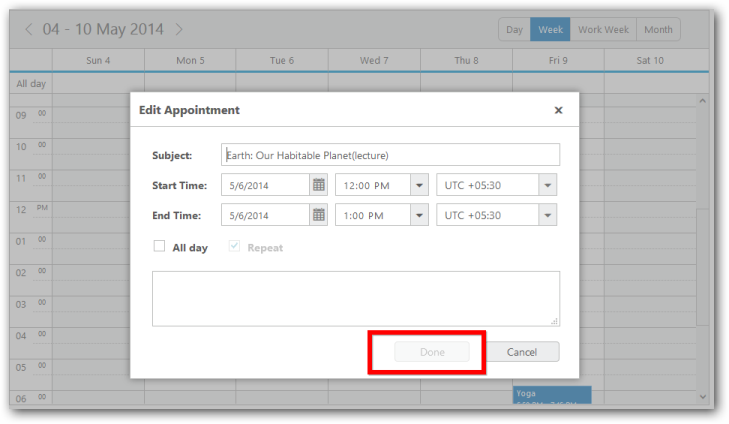 04 - 10 May 2014
Day Week Work Week Month
Sun 4 Mon 5 Tue 6 Wed 7 Thu 8 Fri 9 Sat 10
All day
Edit Appointment
09 00
Subject: Earth: Our Habitable Planet(lecture)
10 00
Start Time: 5/6/2014 12:00 PM UTC +05:30
11 00
End Time: 5/6/2014 1:00 PM UTC +05:30
12 PM
01 00
All day Repeat
02 00
03 00
04 00
Done Cancel
05 00
06 00
Yoga